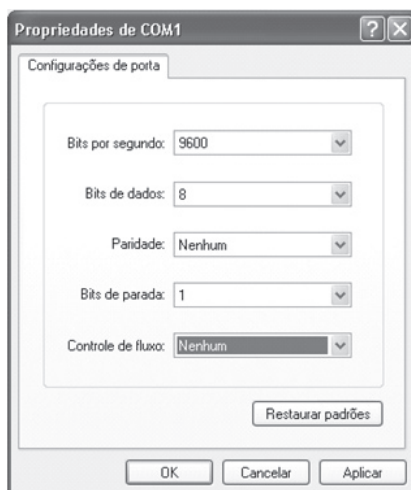 Propriedades de COM1
Configurações de porta
Bits por segundo: 9600
Bits de dados: 8
Paridade: Nenhum
Bits de parada: 1
Controle de fluxo: Nenhum
Restaurar padrões
OK Cancelar Aplicar